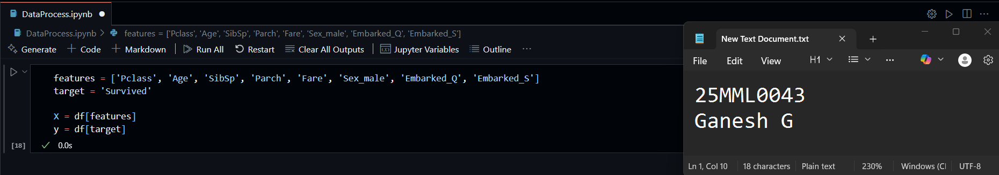 DataProcess.ipynb
DataProcess.ipynb > features = ['Pclass', 'Age', 'SibSp', 'Parch', 'Fare', 'Sex_male', 'Embarked_Q', 'Embarked_S']
Generate + Code + Markdown Run All Restart Clear All Outputs Jupyter Variables Outline ...
features = ['Pclass', 'Age', 'SibSp', 'Parch', 'Fare', 'Sex_male', 'Embarked_Q', 'Embarked_S']
target = 'Survived'
X = df[features]
y = df[target]
[18] 0.0s
New Text Document.txt
File Edit View H1
25MML0043
Ganesh G
Ln 1, Col 10 18 characters Plain text 230% Windows (Cl UTF-8